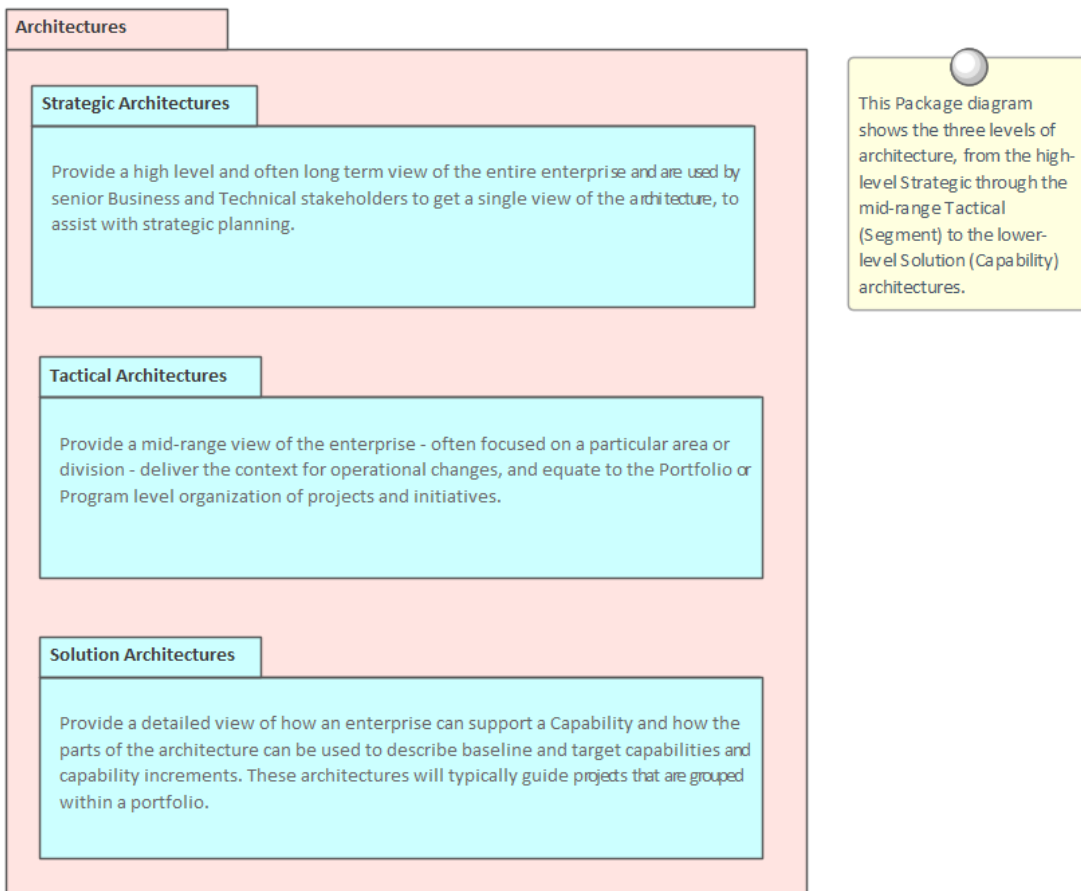 Architectures
Strategic Architectures
Provide a high level and often long term view of the entire enterprise and are used by
senior Business and Technical stakeholders to get a single view of the architecture, to
assist with strategic planning.
Tactical Architectures
Provide a mid-range view of the enterprise - often focused on a particular area or
division - deliver the context for operational changes, and equate to the Portfolio or
Program level organization of projects and initiatives.
Solution Architectures
Provide a detailed view of how an enterprise can support a Capability and how the
parts of the architecture can be used to describe baseline and target capabilities and
capability increments. These architectures will typically guide projects that are grouped
within a portfolio.
This Package diagram
shows the three levels of
architecture, from the high-
level Strategic through the
mid-range Tactical
(Segment) to the lower-
level Solution (Capability)
architectures.